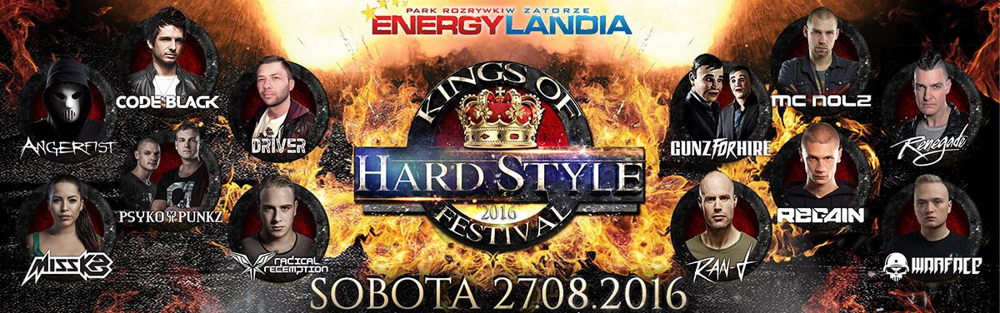 PARK ROZRYWKI W ZATORZE
ENERGYLANDIA
KINGS OF
HARD STYLE
2016
FESTIVAL
CODE BLACK
ANGERFIST
DRIVER
PSYKO PUNKZ
MISS K8
RADICAL
REDEMPTION
MC NOLZ
GUNZ FOR HIRE
Renegade
REGAIN
RAN-D
WARFACE
SOBOTA 27.08.2016